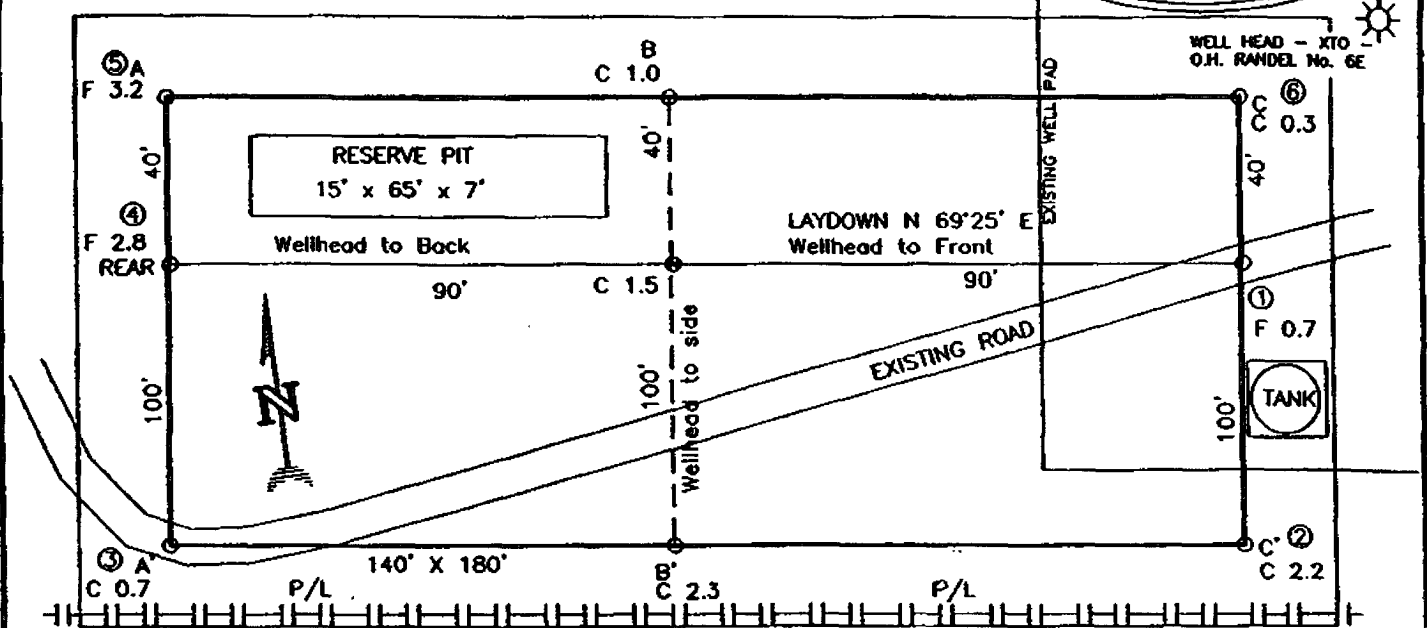 WELL HEAD - XTO -
O.H. RANDEL No. 6E
⑤ A
F 3.2
B
C 1.0
C ⑥
C 0.3
EXISTING WELL PAD
40'
40'
40'
RESERVE PIT
15' x 65' x 7'
④
F 2.8
REAR
Wellhead to Back
90'
C 1.5
LAYDOWN N 69°25' E
Wellhead to Front
90'
①
F 0.7
N
100'
100'
Wellhead to side
EXISTING ROAD
100'
TANK
③ A'
C 0.7
140' X 180'
B'
C 2.3
C' ②
C 2.2
P/L
P/L